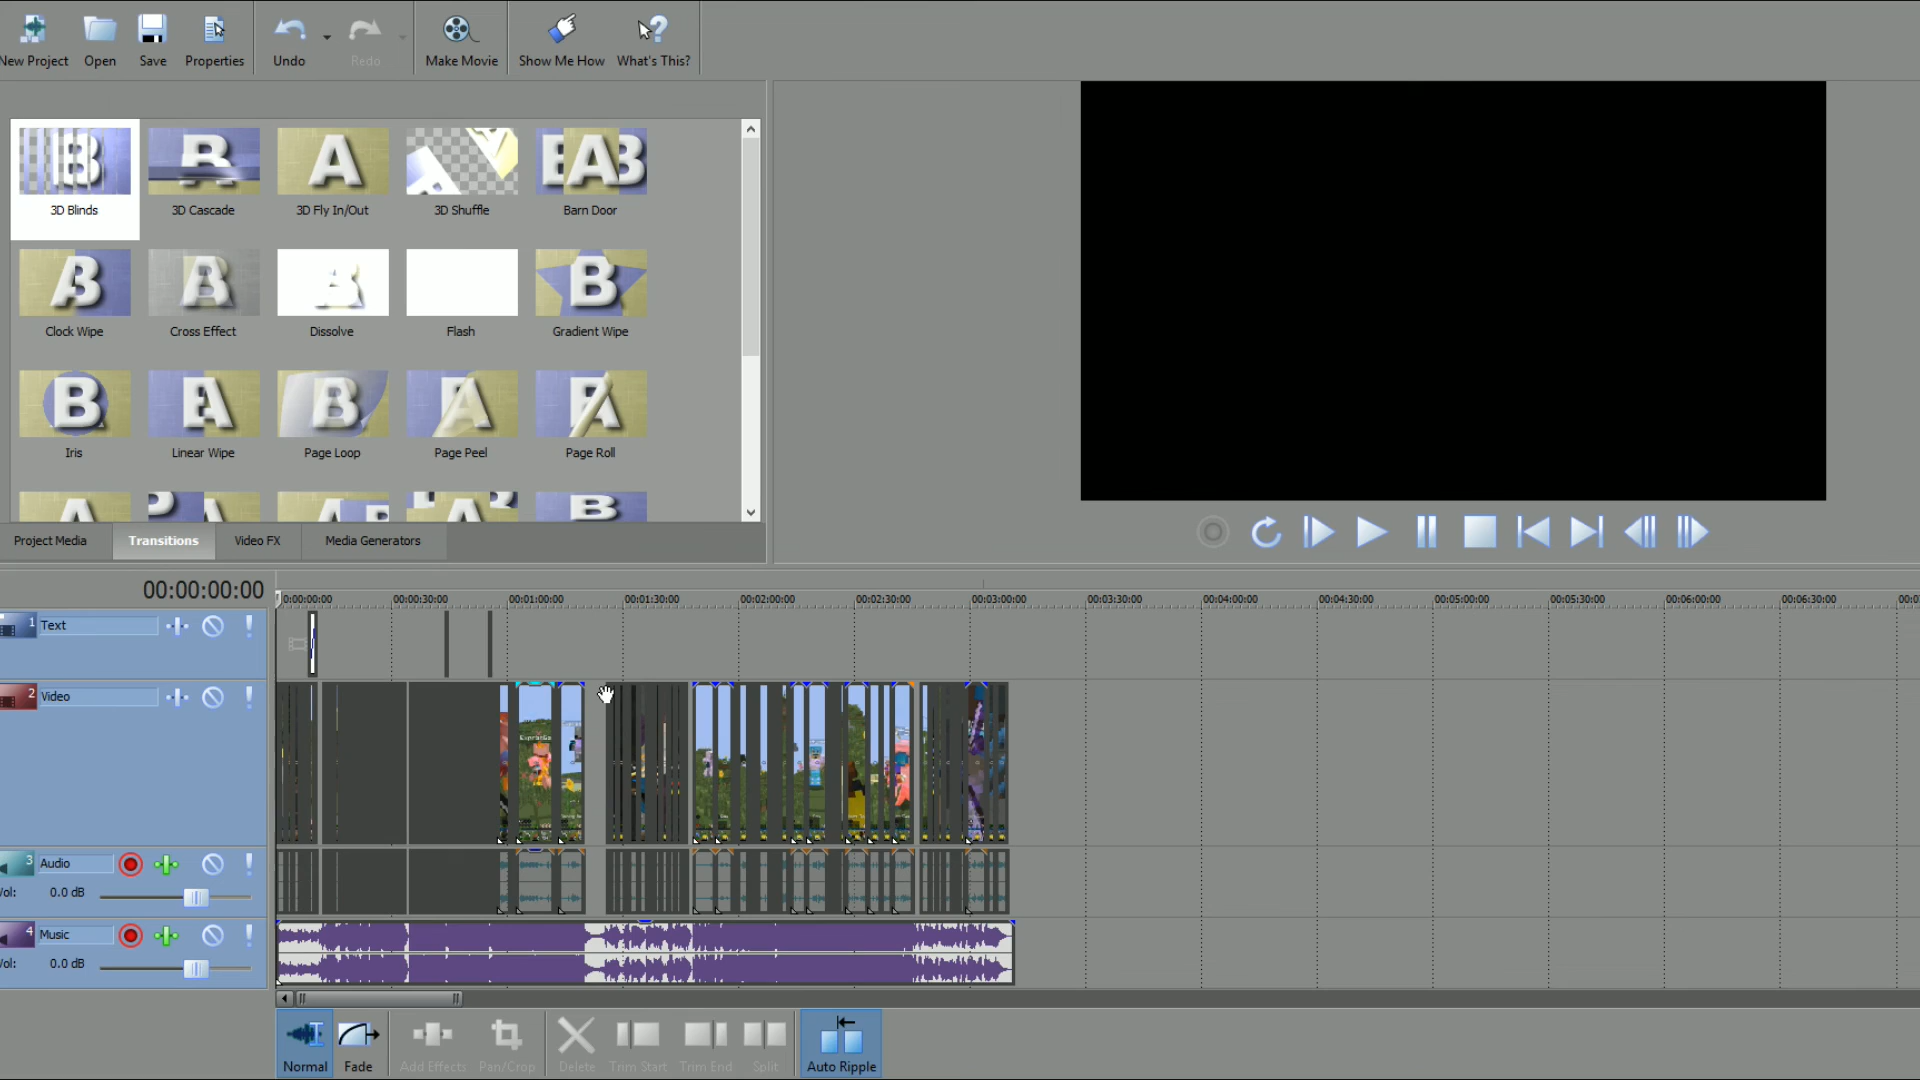 New Project Open Save Properties Undo Redo Make Movie Show Me How What's This?
3D Blinds 3D Cascade 3D Fly In/Out 3D Shuffle Barn Door
Clock Wipe Cross Effect Dissolve Flash Gradient Wipe
Iris Linear Wipe Page Loop Page Peel Page Roll
Project Media Transitions Video FX Media Generators
00:00:00:00
0:00:00:00 00:00:30:00 00:01:00:00 00:01:30:00 00:02:00:00 00:02:30:00 00:03:00:00 00:03:30:00 00:04:00:00 00:04:30:00 00:05:00:00 00:05:30:00 00:06:00:00 00:06:30:00 00:0
1 Text
2 Video
3 Audio
Vol: 0.0 dB
4 Music
Vol: 0.0 dB
Normal Fade Add Effects Pan/Crop Delete Trim Start Trim End Split Auto Ripple